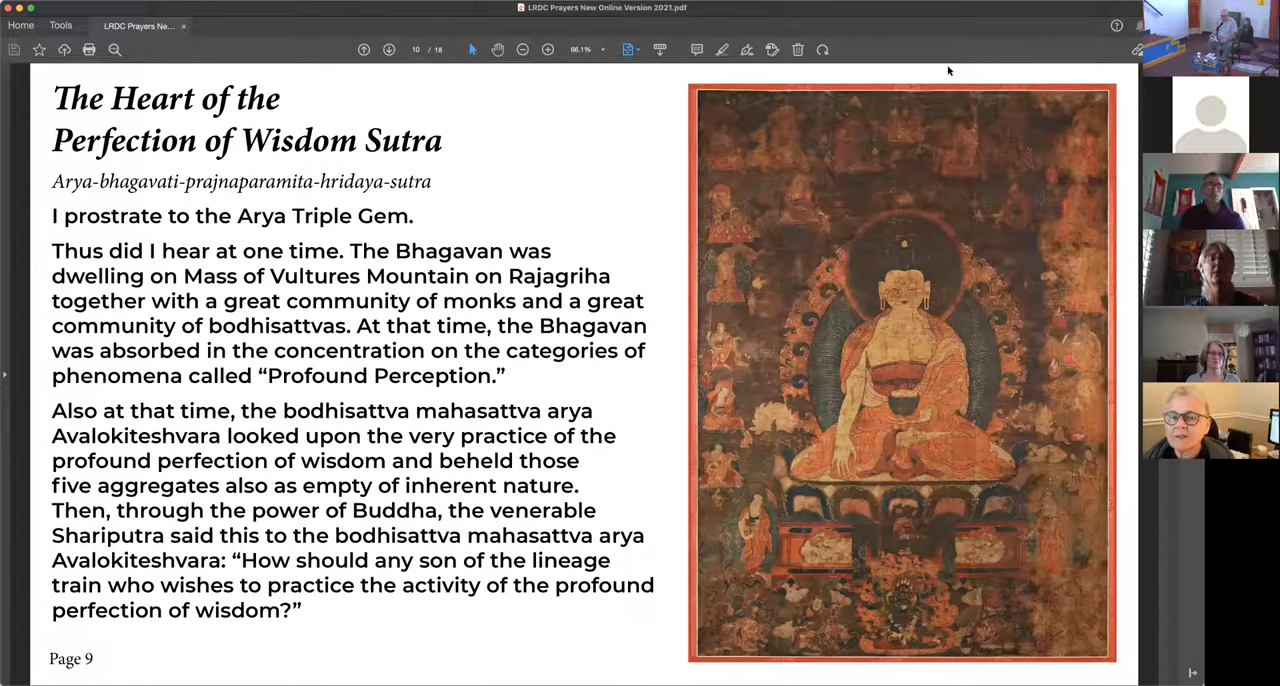 LRDC Prayers New Online Version 2021.pdf
Home Tools LRDC Prayers Ne... ×
10 / 18 66.1%
The Heart of the
Perfection of Wisdom Sutra
Arya-bhagavati-prajnaparamita-hridaya-sutra
I prostrate to the Arya Triple Gem.
Thus did I hear at one time. The Bhagavan was
dwelling on Mass of Vultures Mountain on Rajagriha
together with a great community of monks and a great
community of bodhisattvas. At that time, the Bhagavan
was absorbed in the concentration on the categories of
phenomena called “Profound Perception.”
Also at that time, the bodhisattva mahasattva arya
Avalokiteshvara looked upon the very practice of the
profound perfection of wisdom and beheld those
five aggregates also as empty of inherent nature.
Then, through the power of Buddha, the venerable
Shariputra said this to the bodhisattva mahasattva arya
Avalokiteshvara: “How should any son of the lineage
train who wishes to practice the activity of the profound
perfection of wisdom?”
Page 9